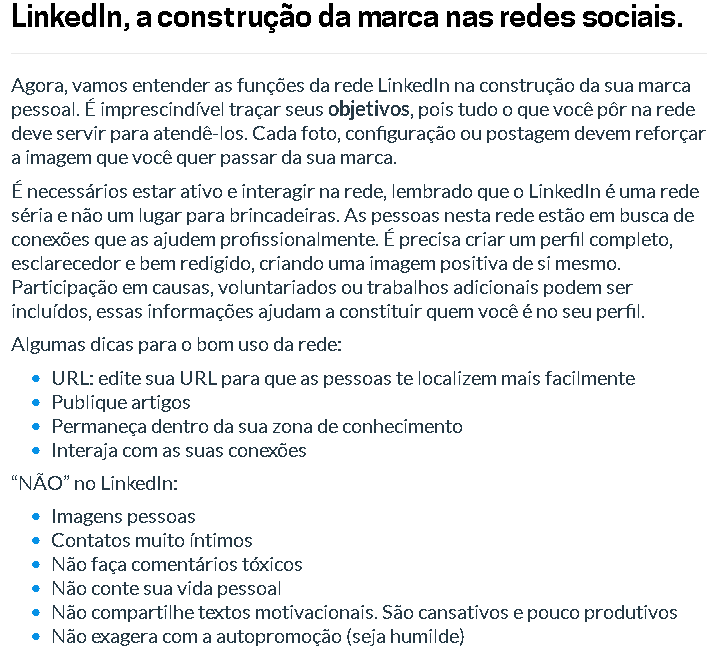 LinkedIn, a construção da marca nas redes sociais.
Agora, vamos entender as funções da rede LinkedIn na construção da sua marca
pessoal. É imprescindível traçar seus objetivos, pois tudo o que você pôr na rede
deve servir para atendê-los. Cada foto, configuração ou postagem devem reforçar
a imagem que você quer passar da sua marca.
É necessários estar ativo e interagir na rede, lembrado que o LinkedIn é uma rede
séria e não um lugar para brincadeiras. As pessoas nesta rede estão em busca de
conexões que as ajudem profissionalmente. É precisa criar um perfil completo,
esclarecedor e bem redigido, criando uma imagem positiva de si mesmo.
Participação em causas, voluntariados ou trabalhos adicionais podem ser
incluídos, essas informações ajudam a constituir quem você é no seu perfil.
Algumas dicas para o bom uso da rede:
• URL: edite sua URL para que as pessoas te localizem mais facilmente
• Publique artigos
• Permaneça dentro da sua zona de conhecimento
• Interaja com as suas conexões
“NÃO” no LinkedIn:
• Imagens pessoas
• Contatos muito íntimos
• Não faça comentários tóxicos
• Não conte sua vida pessoal
• Não compartilhe textos motivacionais. São cansativos e pouco produtivos
• Não exagera com a autopromoção (seja humilde)